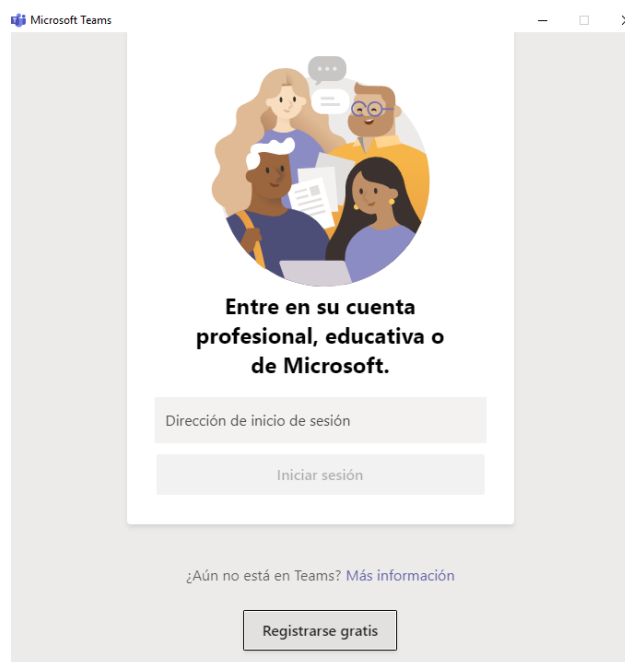 Microsoft Teams
Entre en su cuenta
profesional, educativa o
de Microsoft.
Dirección de inicio de sesión
Iniciar sesión
¿Aún no está en Teams? Más información
Registrarse gratis